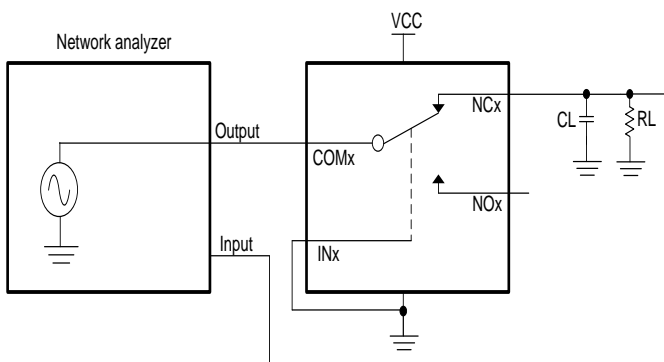 VCC
Network analyzer
NCx
CL
RL
Output
COMx
NOx
Input
INx